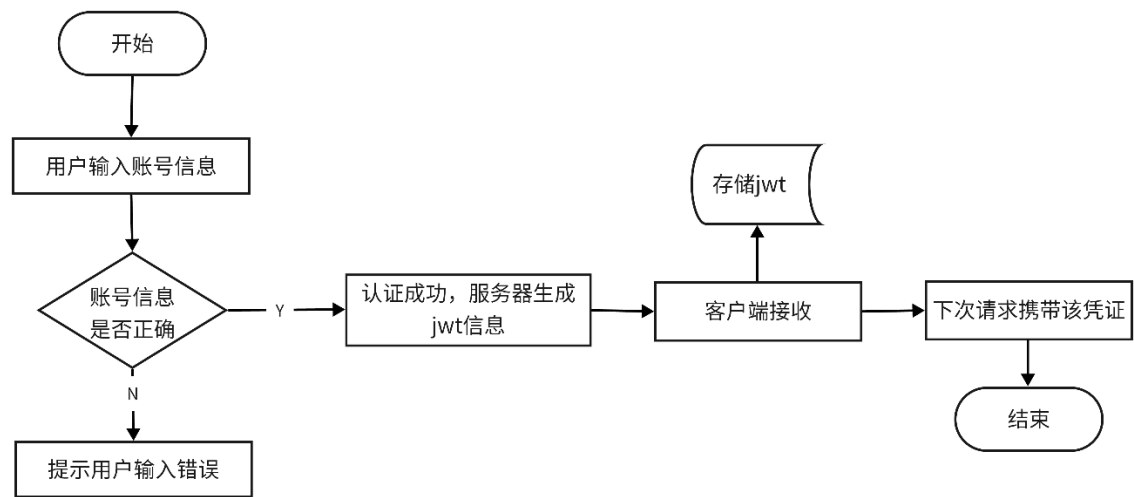 开始
用户输入账号信息
账号信息
是否正确
Y
N
提示用户输入错误
认证成功，服务器生成
jwt信息
客户端接收
存储jwt
下次请求携带该凭证
结束